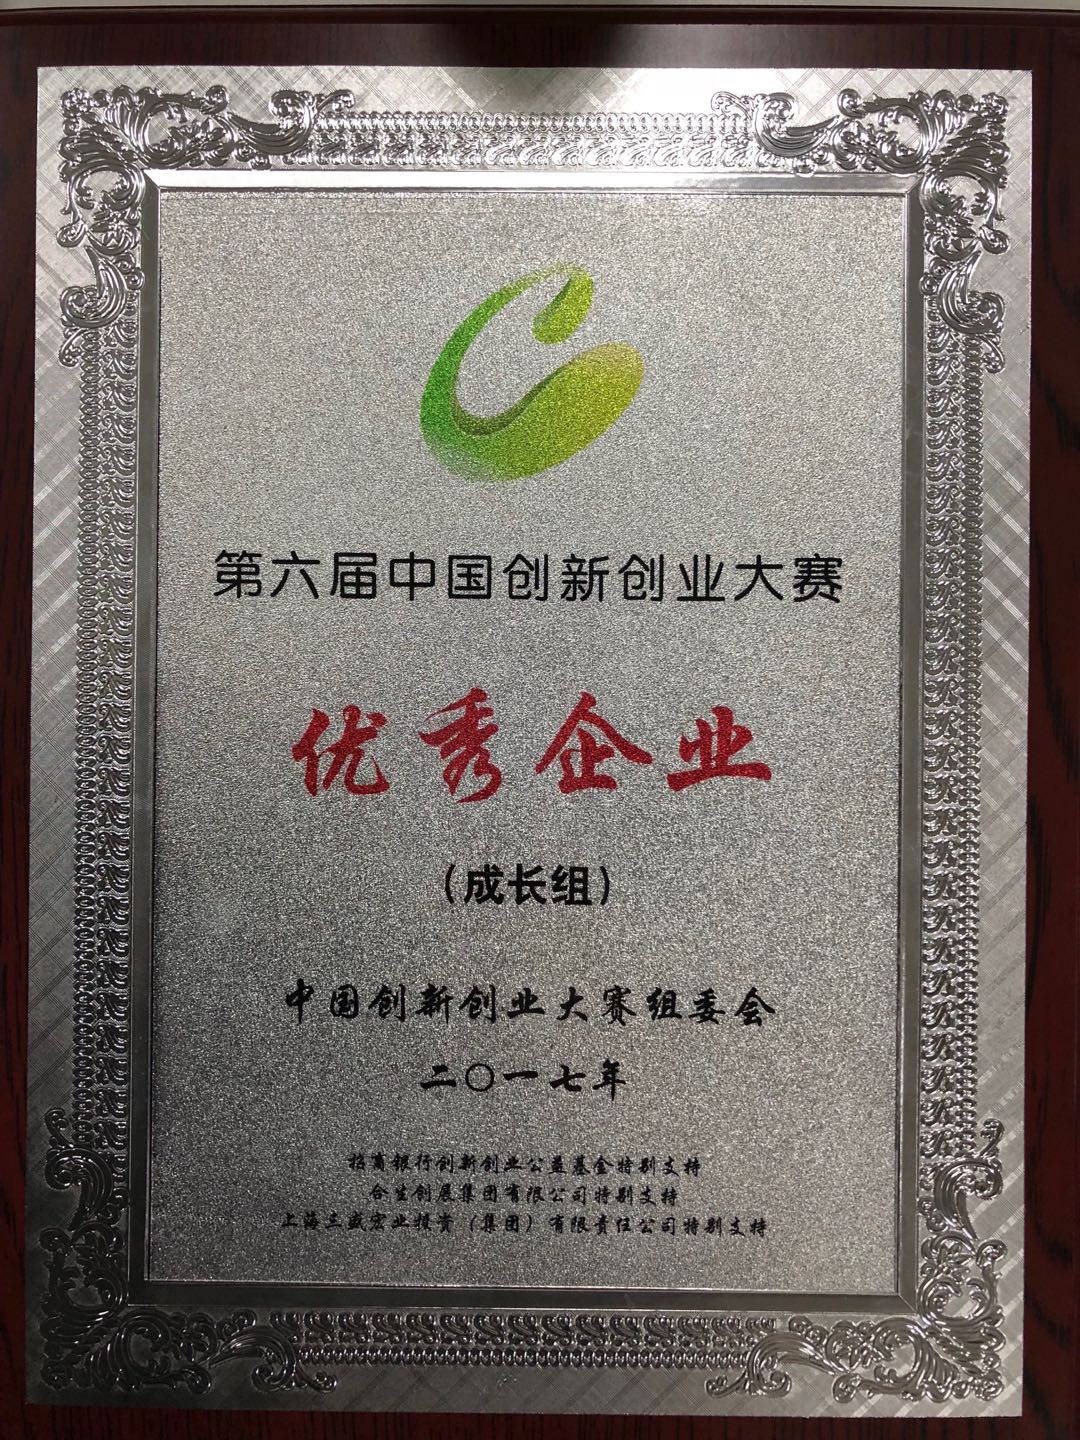 第六届中国创新创业大赛
优秀企业
（成长组）
中国创新创业大赛组委会
二〇一七年
招商银行创新创业公益基金特别支持
合生创展集团有限公司特别支持
上海三盛宏业投资（集团）有限责任公司特别支持